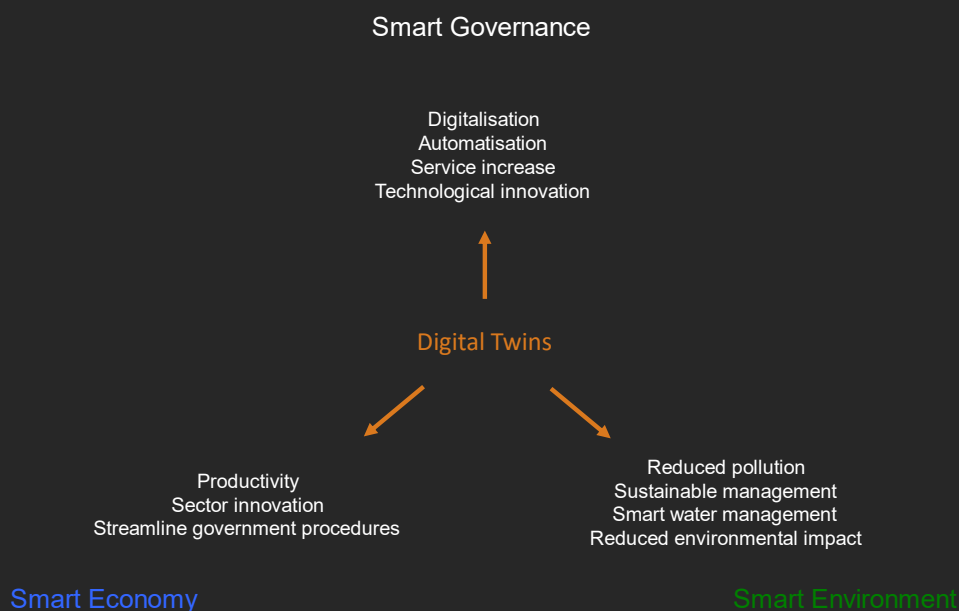 Smart Governance
Digitalisation
Automatisation
Service increase
Technological innovation
Digital Twins
Productivity
Sector innovation
Streamline government procedures
Reduced pollution
Sustainable management
Smart water management
Reduced environmental impact
Smart Economy
Smart Environment